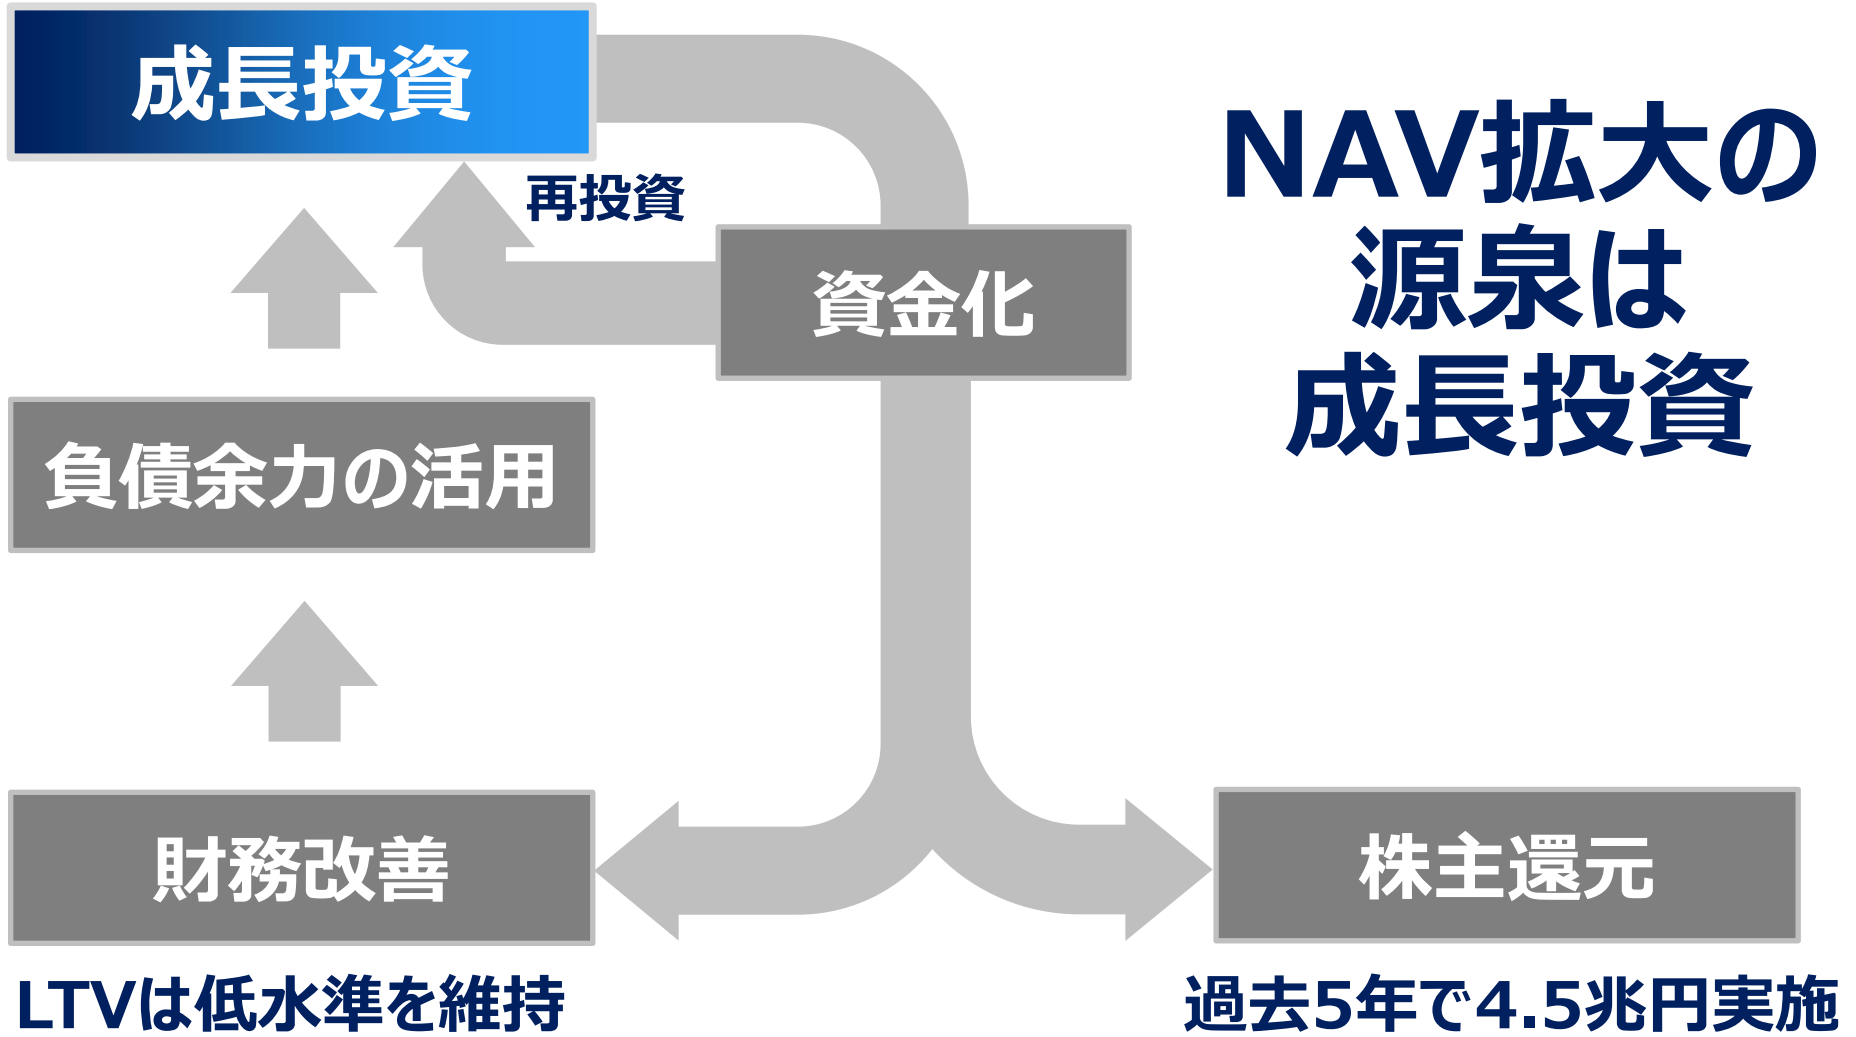 成長投資
NAV拡大の
源泉は
成長投資
再投資
資金化
負債余力の活用
財務改善
株主還元
LTVは低水準を維持
過去5年で4.5兆円実施